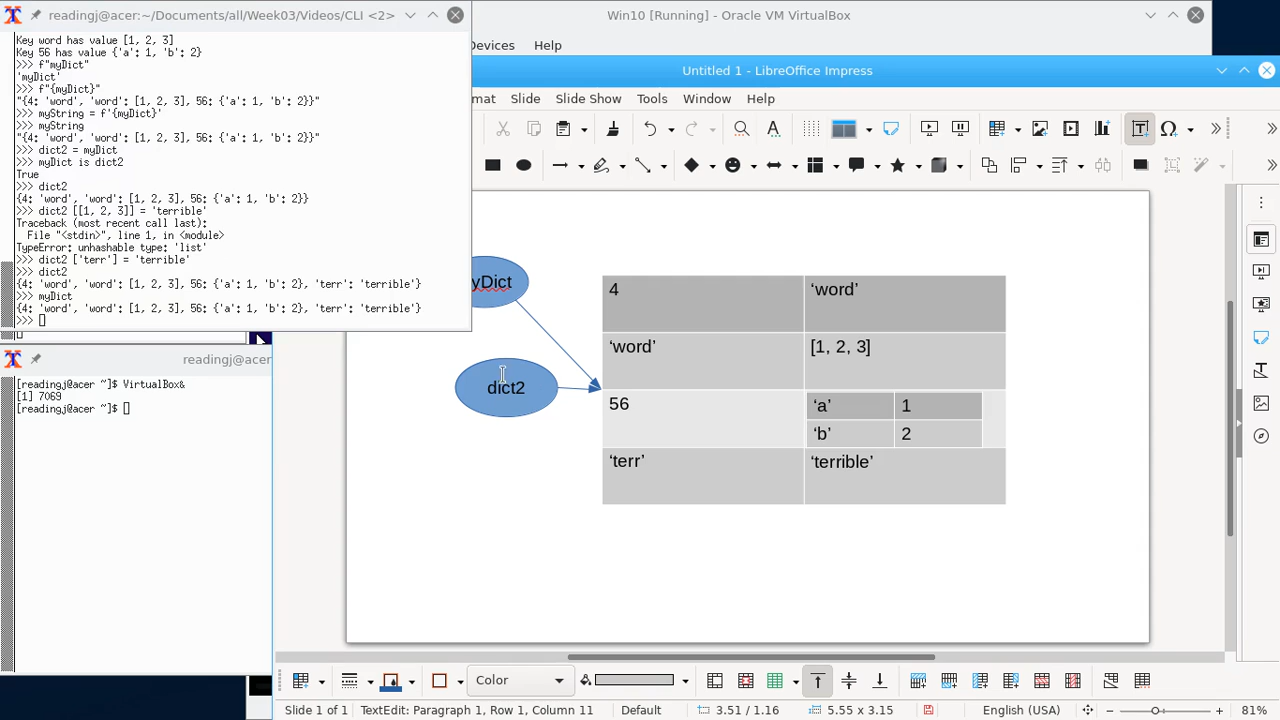 readingj@acer:~/Documents/all/Week03/Videos/CLI <2>
Key word has value [1, 2, 3]
Key 56 has value {'a': 1, 'b': 2}
>>> f"myDict"
'myDict'
>>> f"{myDict}"
"{4: 'word', 'word': [1, 2, 3], 56: {'a': 1, 'b': 2}}"
>>> myString = f'{myDict}'
>>> myString
"{4: 'word', 'word': [1, 2, 3], 56: {'a': 1, 'b': 2}}"
>>> dict2 = myDict
>>> myDict is dict2
True
>>> dict2
{4: 'word', 'word': [1, 2, 3], 56: {'a': 1, 'b': 2}}
>>> dict2 [[1, 2, 3]] = 'terrible'
Traceback (most recent call last):
  File "<stdin>", line 1, in <module>
TypeError: unhashable type: 'list'
>>> dict2 ['terr'] = 'terrible'
>>> dict2
{4: 'word', 'word': [1, 2, 3], 56: {'a': 1, 'b': 2}, 'terr': 'terrible'}
>>> myDict
{4: 'word', 'word': [1, 2, 3], 56: {'a': 1, 'b': 2}, 'terr': 'terrible'}
>>>
readingj@acer
[readingj@acer ~]$ VirtualBox&
[1] 7069
[readingj@acer ~]$
Win10 [Running] - Oracle VM VirtualBox
Devices Help
Untitled 1 - LibreOffice Impress
mat Slide Slide Show Tools Window Help
yDict
dict2
4 ‘word’
‘word’ [1, 2, 3]
56 ‘a’ 1
‘b’ 2
‘terr’ ‘terrible’
Color
Slide 1 of 1 TextEdit: Paragraph 1, Row 1, Column 11 Default 3.51 / 1.16 5.55 x 3.15 English (USA) 81%